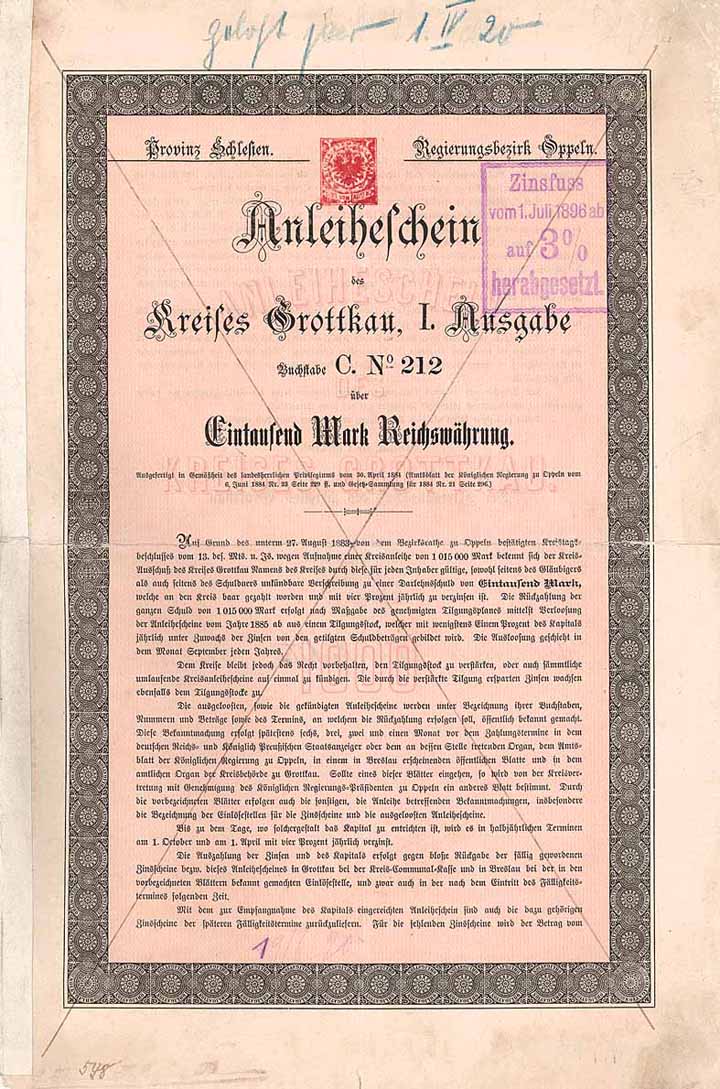 gelost per 1. IV 20
Provinz Schlesien.
Regierungsbezirk Oppeln.
Zinsfuss
vom 1. Juli 1896 ab
auf 3%
herabgesetzt.
Anleiheschein
des
Kreises Grottkau, I. Ausgabe
Buchstabe C. No 212
über
Eintausend Mark Reichswährung.
Ausgefertigt in Gemäßheit des landesherrlichen Privilegiums vom 30. April 1884 (Amtsblatt der Königlichen Regierung zu Oppeln vom
6. Juni 1884 Nr. 23 Seite 229 ff. und Gesetz-Sammlung für 1884 Nr. 21 Seite 296.)
Auf Grund des unterm 27. August 1883 von dem Bezirksrathe zu Oppeln bestätigten Kreistags-
beschlusses vom 13. des. Mts. u. Js. wegen Aufnahme einer Kreisanleihe von 1 015 000 Mark bekennt sich der Kreis-
Ausschuß des Kreises Grottkau Namens des Kreises durch diese für jeden Inhaber gültige, sowohl seitens des Gläubigers
als auch seitens des Schuldners unkündbare Verschreibung zu einer Darlehnsschuld von Eintausend Mark,
welche an den Kreis baar gezahlt worden und mit vier Prozent jährlich zu verzinsen ist. Die Rückzahlung der
ganzen Schuld von 1 015 000 Mark erfolgt nach Maßgabe des genehmigten Tilgungsplanes mittelst Verloosung
der Anleihescheine vom Jahre 1885 ab aus einem Tilgungsstock, welcher mit wenigstens Einem Prozent des Kapitals
jährlich unter Zuwachs der Zinsen von den getilgten Schuldbeträgen gebildet wird. Die Ausloosung geschieht in
dem Monat September jeden Jahres.
Dem Kreise bleibt jedoch das Recht vorbehalten, den Tilgungsstock zu verstärken, oder auch sämmtliche
umlaufende Kreisanleihescheine auf einmal zu kündigen. Die durch die verstärkte Tilgung ersparten Zinsen wachsen
ebenfalls dem Tilgungsstocke zu.
Die ausgeloosten, sowie die gekündigten Anleihescheine werden unter Bezeichnung ihrer Buchstaben,
Nummern und Beträge sowie des Termins, an welchem die Rückzahlung erfolgen soll, öffentlich bekannt gemacht.
Diese Bekanntmachung erfolgt spätestens sechs, drei, zwei und einen Monat vor dem Zahlungstermine in dem
deutschen Reichs- und Königlich Preußischen Staatsanzeiger oder dem an dessen Stelle tretenden Organ, dem Amts-
blatt der Königlichen Regierung zu Oppeln, in einem in Breslau erscheinenden öffentlichen Blatte und in dem
amtlichen Organ der Kreisbehörde zu Grottkau. Sollte eines dieser Blätter eingehen, so wird von der Kreisver-
tretung mit Genehmigung des Königlichen Regierungs-Präsidenten zu Oppeln ein anderes Blatt bestimmt. Durch
die vorbezeichneten Blätter erfolgen auch die sonstigen, die Anleihe betreffenden Bekanntmachungen, insbesondere
die Bezeichnung der Einlösestellen für die Zinsscheine und die ausgeloosten Anleihescheine.
Bis zu dem Tage, wo solchergestalt das Kapital zu entrichten ist, wird es in halbjährlichen Terminen
am 1. October und am 1. April mit vier Prozent jährlich verzinst.
Die Auszahlung der Zinsen und des Kapitals erfolgt gegen bloße Rückgabe der fällig gewordenen
Zinsscheine bezw. dieses Anleihescheines in Grottkau bei der Kreis-Communal-Kasse und in Breslau bei der in den
vorbezeichneten Blättern bekannt gemachten Einlösestelle, und zwar auch in der nach dem Eintritt des Fälligkeits-
termines folgenden Zeit.
Mit dem zur Empfangnahme des Kapitals eingereichten Anleiheschein sind auch die dazu gehörigen
Zinsscheine der späteren Fälligkeitstermine zurückzuliefern. Für die fehlenden Zinsscheine wird der Betrag vom